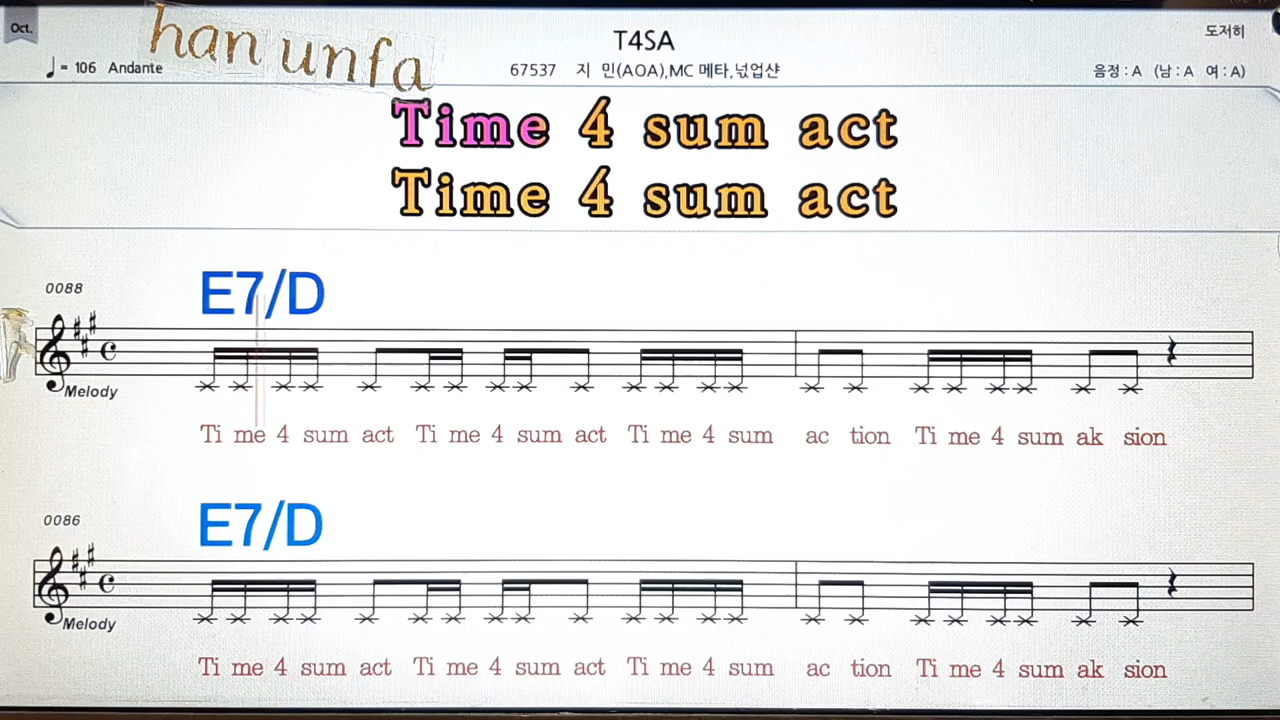 Oct.
han unfa
T4SA
도저히
♩= 106 Andante
67537 지 민(AOA),MC 메타,넋업샨
음정 : A (남 : A 여 : A)
Time 4 sum act
Time 4 sum act
0088
E7/D
Melody
Ti me 4 sum act Ti me 4 sum act Ti me 4 sum ac tion Ti me 4 sum ak sion
0086
E7/D
Melody
Ti me 4 sum act Ti me 4 sum act Ti me 4 sum ac tion Ti me 4 sum ak sion